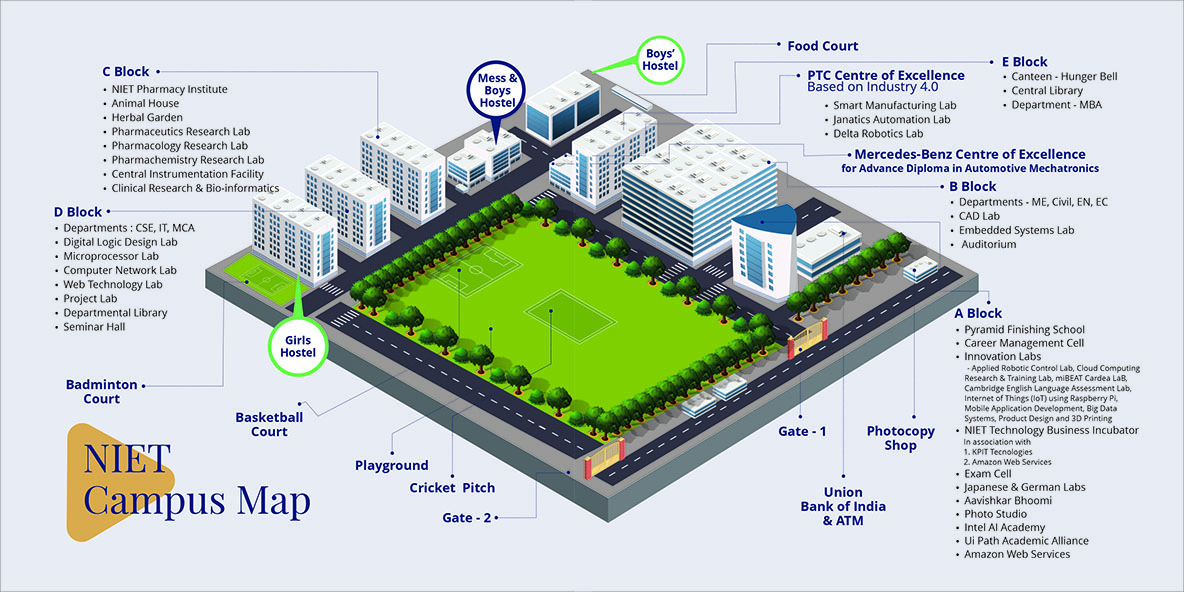 C Block
• NIET Pharmacy Institute
• Animal House
• Herbal Garden
• Pharmaceutics Research Lab
• Pharmacology Research Lab
• Pharmachemistry Research Lab
• Central Instrumentation Facility
• Clinical Research & Bio-informatics
D Block
• Departments : CSE, IT, MCA
• Digital Logic Design Lab
• Microprocessor Lab
• Computer Network Lab
• Web Technology Lab
• Project Lab
• Departmental Library
• Seminar Hall
Badminton
Court
NIET
Campus Map
Mess &
Boys
Hostel
Boys'
Hostel
Girls
Hostel
Basketball
Court
Playground
Cricket Pitch
Gate - 2
Food Court
PTC Centre of Excellence
Based on Industry 4.0
• Smart Manufacturing Lab
• Janatics Automation Lab
• Delta Robotics Lab
E Block
• Canteen - Hunger Bell
• Central Library
• Department - MBA
Mercedes-Benz Centre of Excellence
for Advance Diploma in Automotive Mechatronics
B Block
• Departments - ME, Civil, EN, EC
• CAD Lab
• Embedded Systems Lab
• Auditorium
Gate - 1
Union
Bank of India
& ATM
Photocopy
Shop
A Block
• Pyramid Finishing School
• Career Management Cell
• Innovation Labs
- Applied Robotic Control Lab, Cloud Computing
Research & Training Lab, miBEAT Cardea LaB,
Cambridge English Language Assessment Lab,
Internet of Things (IoT) using Raspberry Pi,
Mobile Application Development, Big Data
Systems, Product Design and 3D Printing
• NIET Technology Business Incubator
In association with
1. KPIT Tecnologies
2. Amazon Web Services
• Exam Cell
• Japanese & German Labs
• Aavishkar Bhoomi
• Photo Studio
• Intel AI Academy
• Ui Path Academic Alliance
• Amazon Web Services